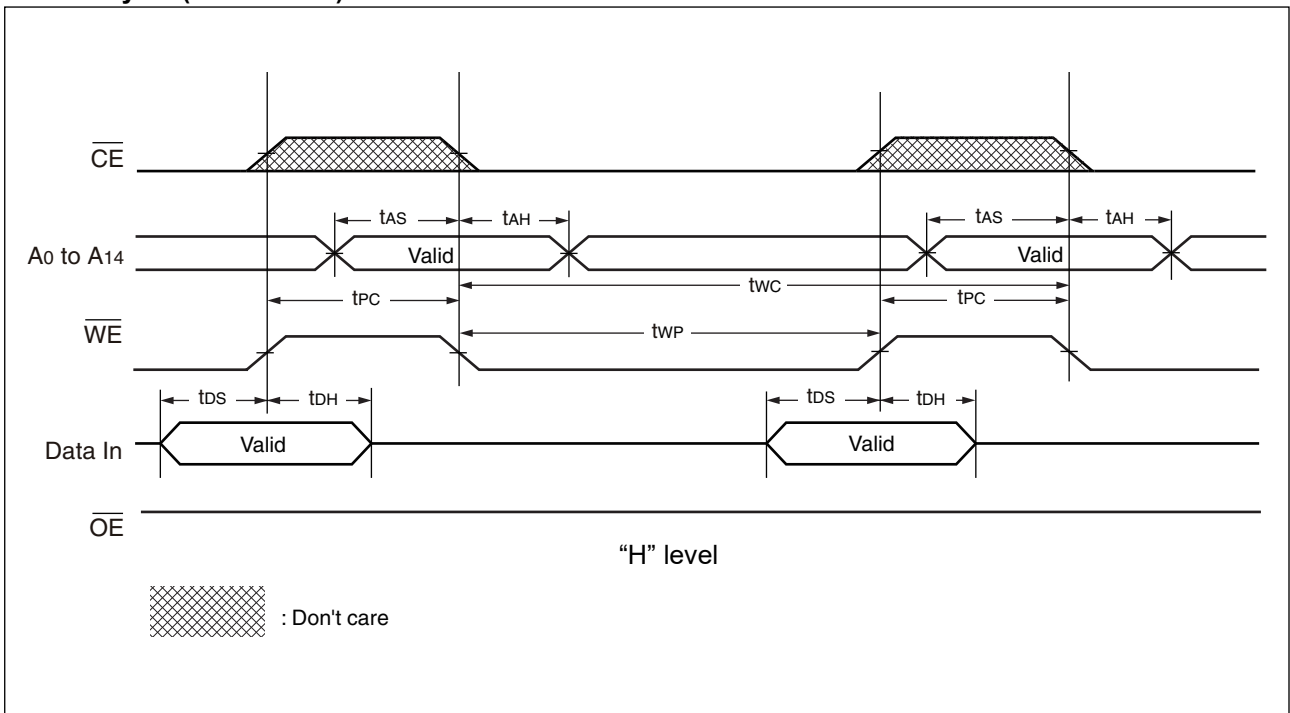 CE
tAS tAH tAS tAH
A0 to A14 Valid Valid
tPC tWC tPC
WE tWP
tDS tDH tDS tDH
Data In Valid Valid
OE
“H” level
: Don't care